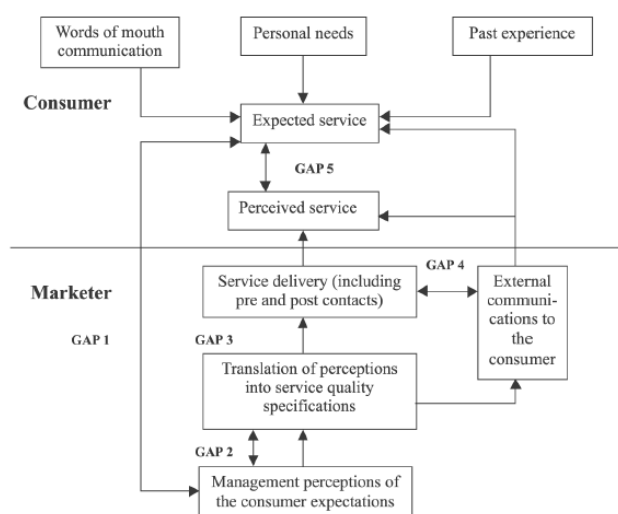 Words of mouth
communication
Personal needs
Past experience
Consumer
Expected service
GAP 5
Perceived service
Marketer
Service delivery (including
pre and post contacts)
GAP 4
External
communi-
cations to
the
consumer
GAP 1
GAP 3
Translation of perceptions
into service quality
specifications
GAP 2
Management perceptions of
the consumer expectations